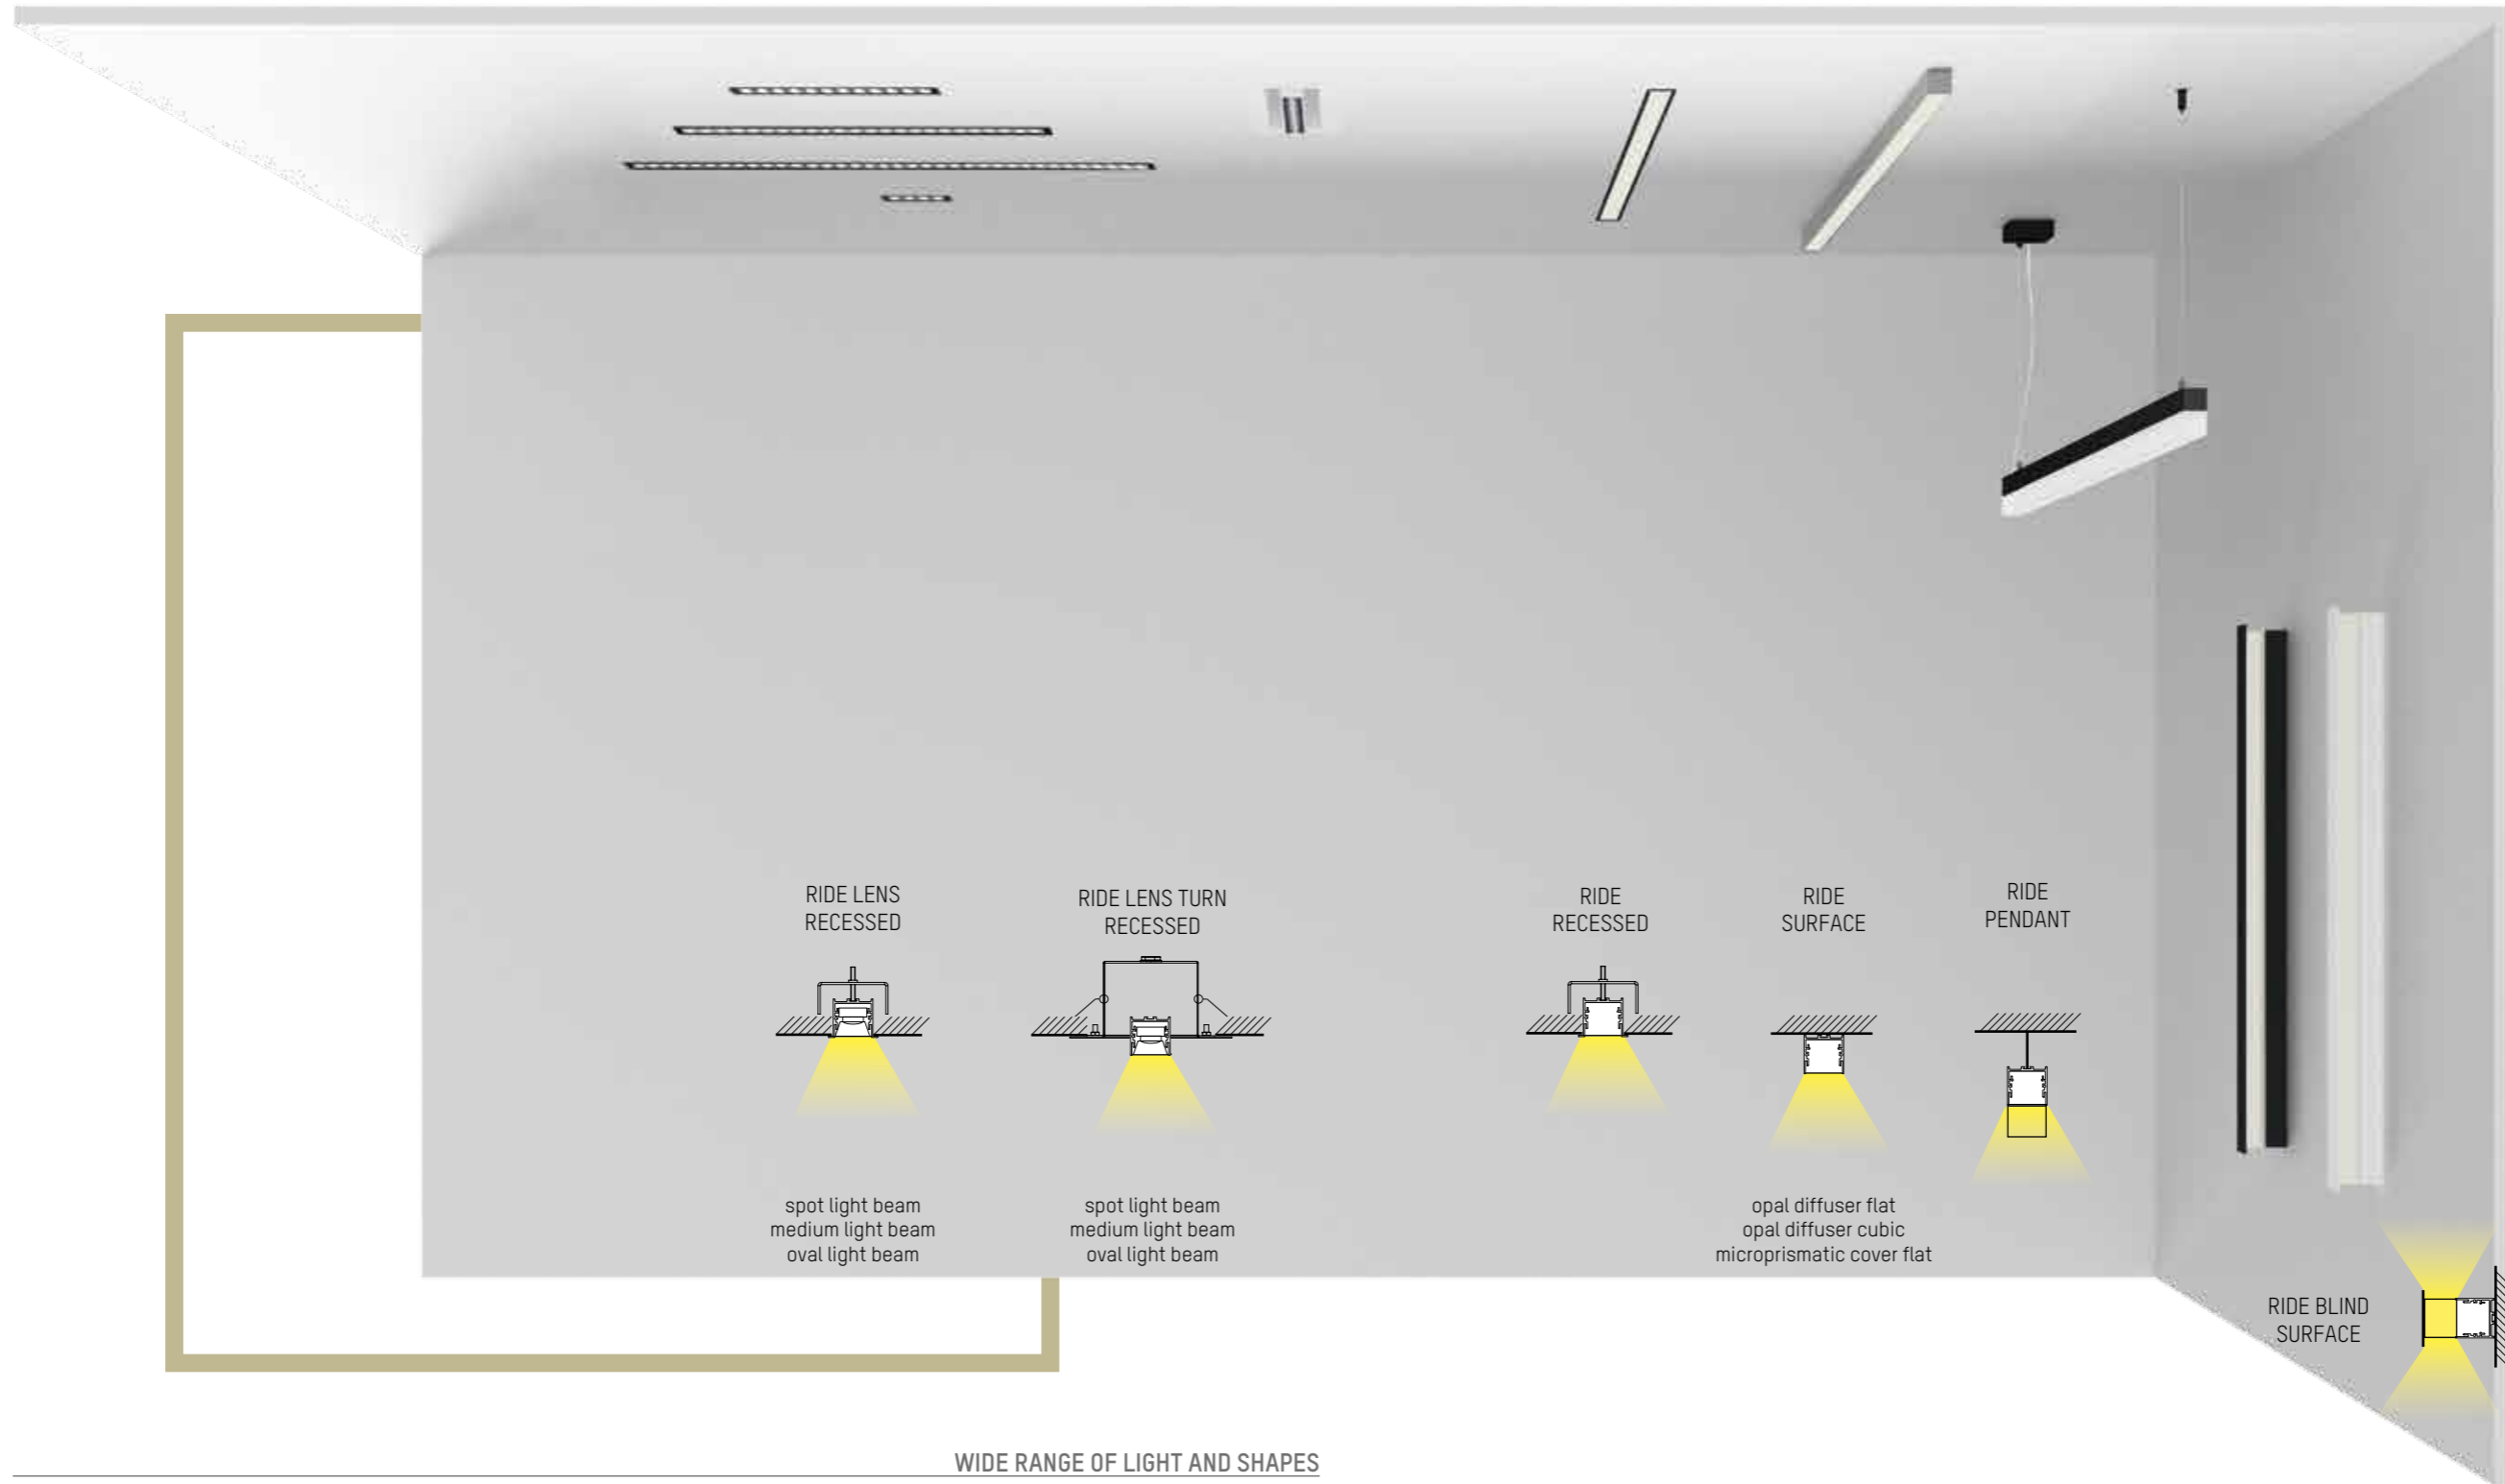 RIDE LENS
RECESSED
RIDE LENS TURN
RECESSED
RIDE
RECESSED
RIDE
SURFACE
RIDE
PENDANT
spot light beam
medium light beam
oval light beam
spot light beam
medium light beam
oval light beam
opal diffuser flat
opal diffuser cubic
microprismatic cover flat
RIDE BLIND
SURFACE
WIDE RANGE OF LIGHT AND SHAPES